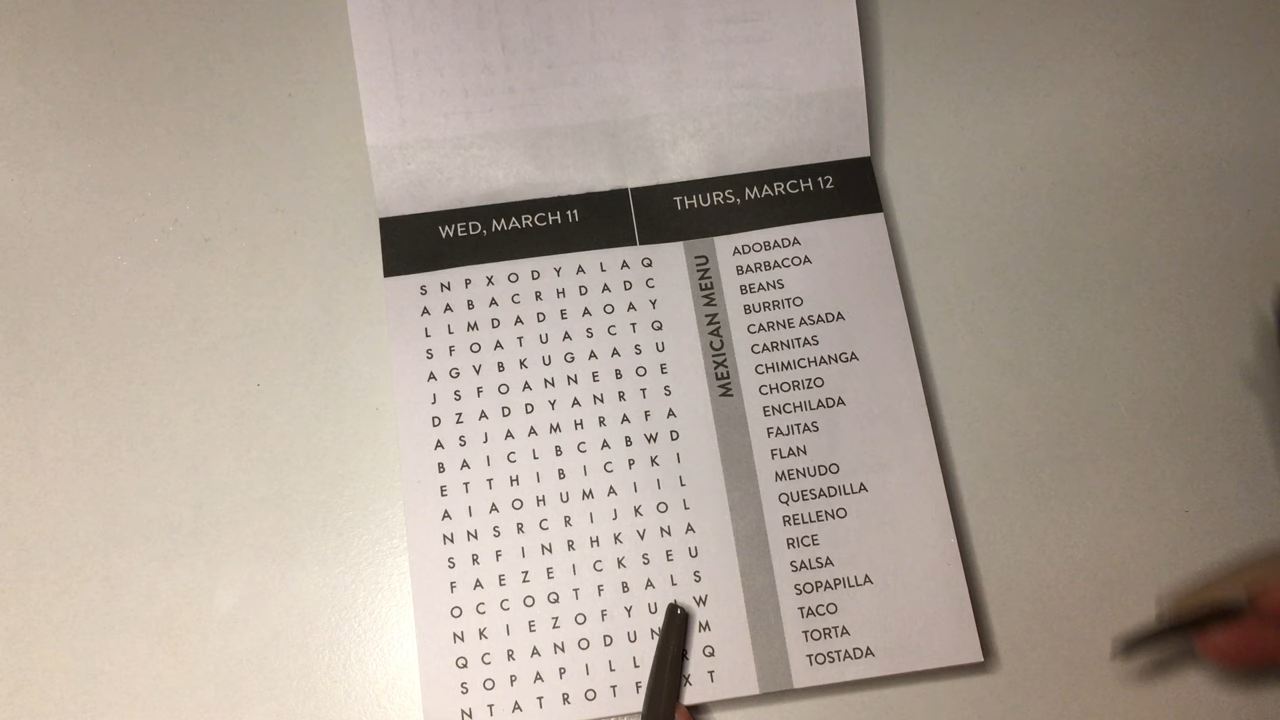 WED, MARCH 11
THURS, MARCH 12
S N P X O D Y A L A Q
A A B A C R H D A D C
L L M D A D E A O A Y
S F O A T U A S C T Q
A G V B K U G A A S U
J S F O A N N E B O E
D Z A D D Y A N R T S
A S J A A M H R A F A
B A I C L B C A B W D
E T T H I B I C P K I
A I A O H U M A I I L
N N S R C R I J K O L
S R F I N R H K V N A
F A E Z E I C K S E U
O C C O Q T F B A L S
N K I E Z O F Y U W
Q C R A N O D U N M
S O P A P I L L R Q
N T A T R O T F X T
MEXICAN MENU
ADOBADA
BARBACOA
BEANS
BURRITO
CARNE ASADA
CARNITAS
CHIMICHANGA
CHORIZO
ENCHILADA
FAJITAS
FLAN
MENUDO
QUESADILLA
RELLENO
RICE
SALSA
SOPAPILLA
TACO
TORTA
TOSTADA